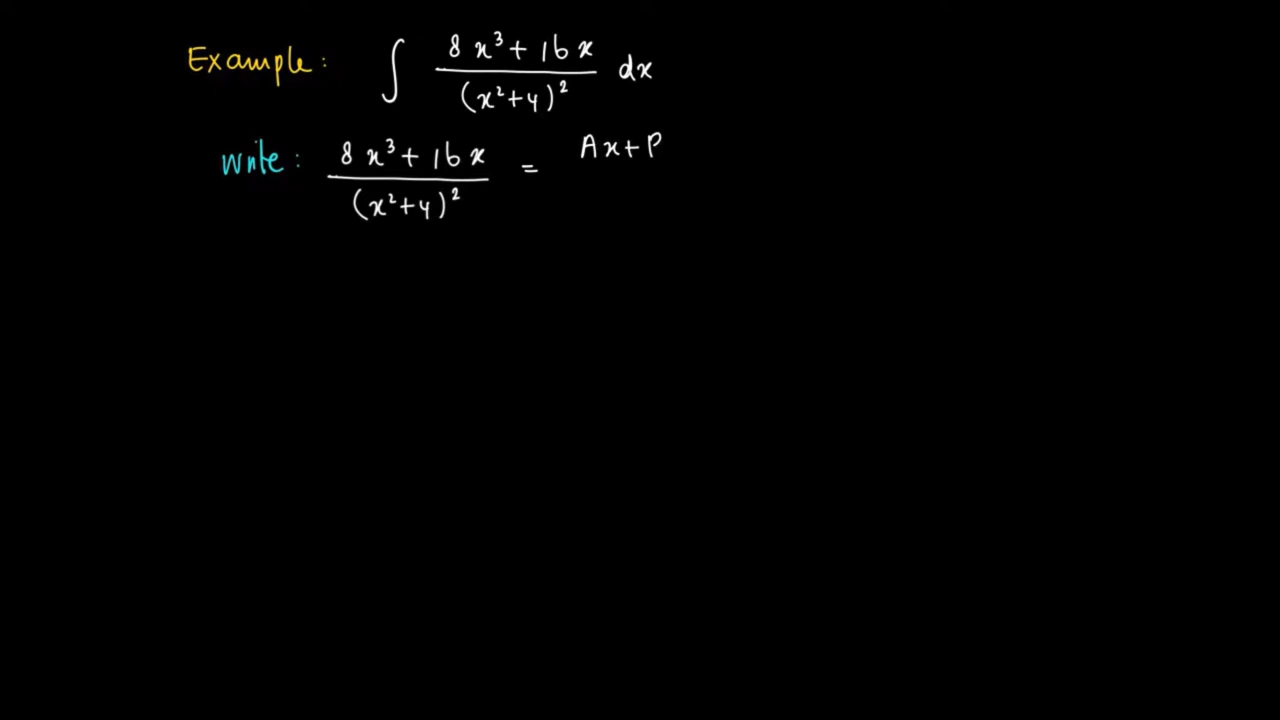 Example: ∫ (8x³ + 16x)/(x² + 4)² dx
Write: (8x³ + 16x)/(x² + 4)² = Ax + P